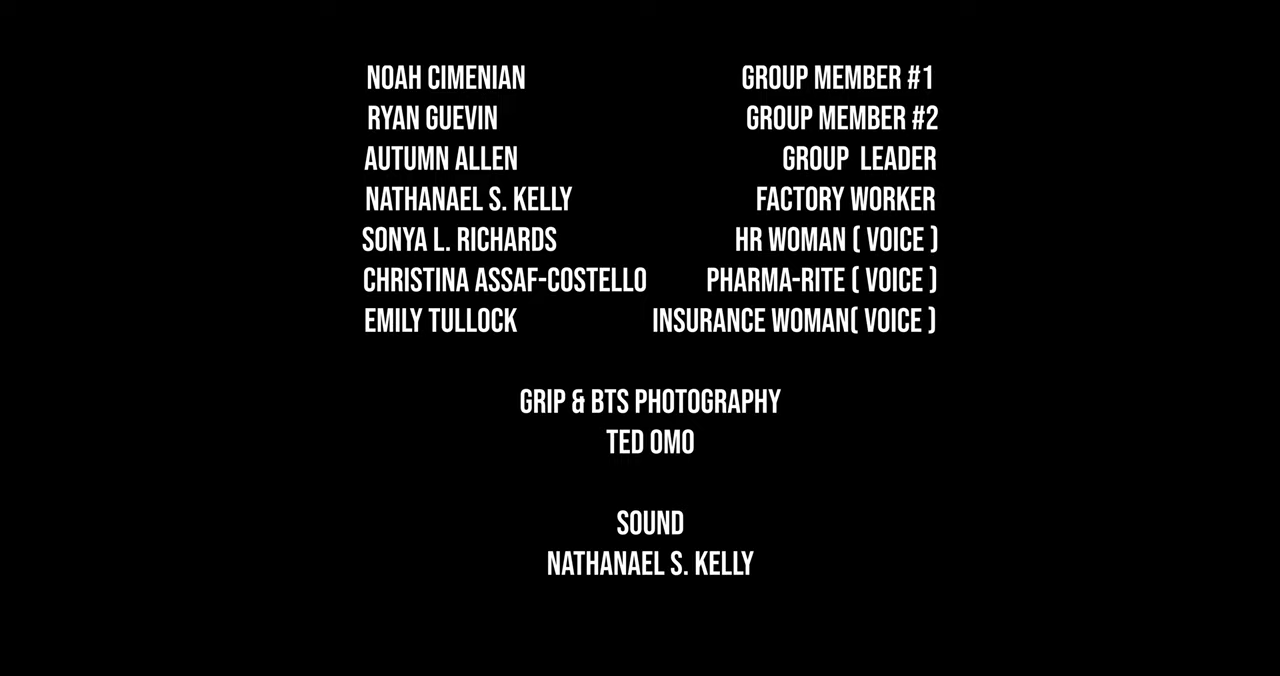 NOAH CIMENIAN GROUP MEMBER #1
RYAN GUEVIN GROUP MEMBER #2
AUTUMN ALLEN GROUP LEADER
NATHANAEL S. KELLY FACTORY WORKER
SONYA L. RICHARDS HR WOMAN ( VOICE )
CHRISTINA ASSAF-COSTELLO PHARMA-RITE ( VOICE )
EMILY TULLOCK INSURANCE WOMAN( VOICE )
GRIP & BTS PHOTOGRAPHY
TED OMO
SOUND
NATHANAEL S. KELLY